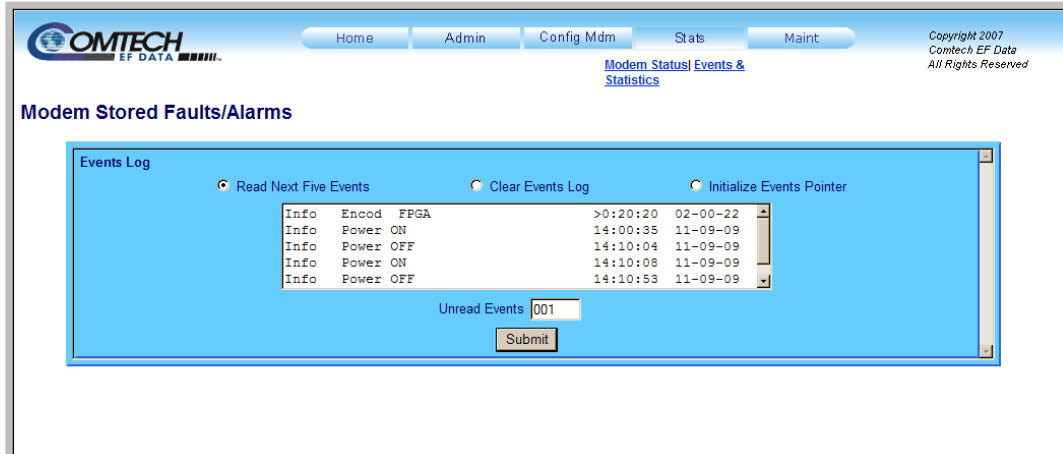 COMTECH
EF DATA
Home Admin Config Mdm Stats Maint
Copyright 2007
Comtech EF Data
All Rights Reserved
Modem Status| Events &
Statistics
Modem Stored Faults/Alarms
Events Log
Read Next Five Events Clear Events Log Initialize Events Pointer
Info Encod FPGA >0:20:20 02-00-22
Info Power ON 14:00:35 11-09-09
Info Power OFF 14:10:04 11-09-09
Info Power ON 14:10:08 11-09-09
Info Power OFF 14:10:53 11-09-09
Unread Events 001
Submit